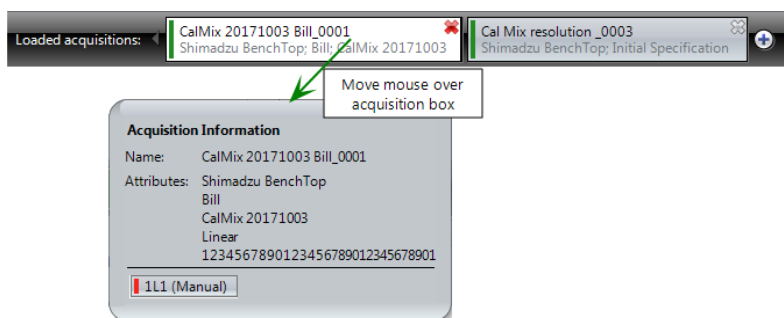 Loaded acquisitions:
CalMix 20171003 Bill_0001
Shimadzu BenchTop; Bill; CalMix 20171003
Cal Mix resolution _0003
Shimadzu BenchTop; Initial Specification
Move mouse over
acquisition box
Acquisition Information
Name: CalMix 20171003 Bill_0001
Attributes: Shimadzu BenchTop
Bill
CalMix 20171003
Linear
1234567890123456789012345678901
1L1 (Manual)